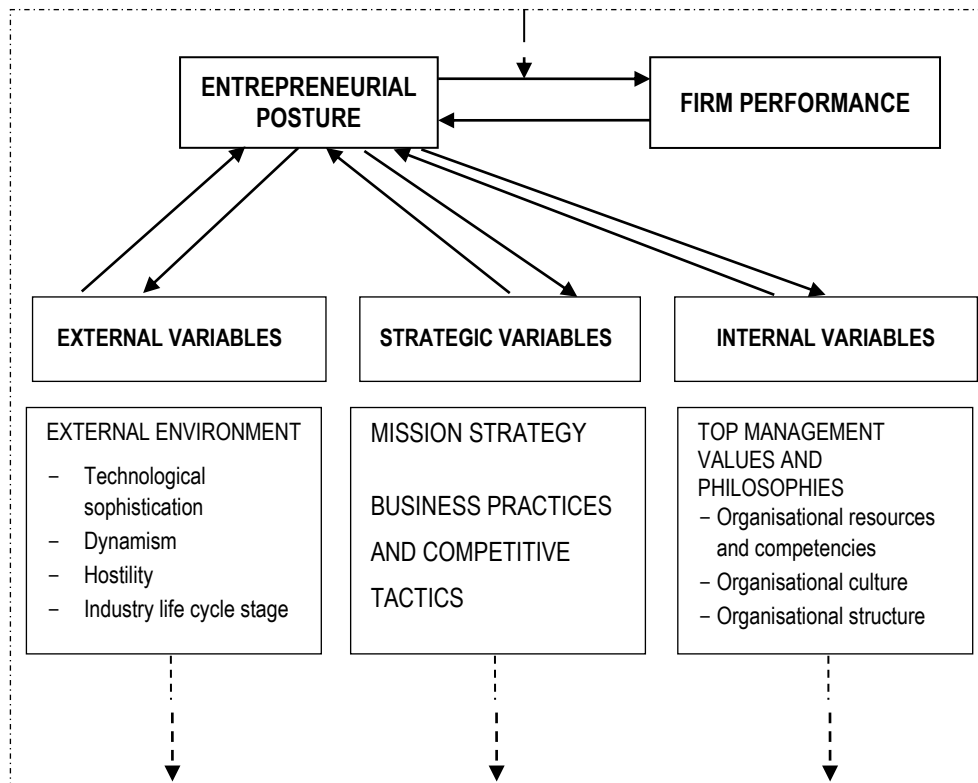 ENTREPRENEURIAL
POSTURE
FIRM PERFORMANCE
EXTERNAL VARIABLES
STRATEGIC VARIABLES
INTERNAL VARIABLES
EXTERNAL ENVIRONMENT
– Technological
sophistication
– Dynamism
– Hostility
– Industry life cycle stage
MISSION STRATEGY
BUSINESS PRACTICES
AND COMPETITIVE
TACTICS
TOP MANAGEMENT
VALUES AND
PHILOSOPHIES
– Organisational resources
and competencies
– Organisational culture
– Organisational structure